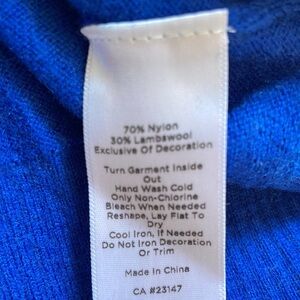 70% Nylon
30% Lambswool
Exclusive Of Decoration
Turn Garment Inside
Out
Hand Wash Cold
Only Non-Chlorine
Bleach When Needed
Reshape, Lay Flat To
Dry
Cool Iron, If Needed
Do Not Iron Decoration
Or Trim
Made In China
CA #23147